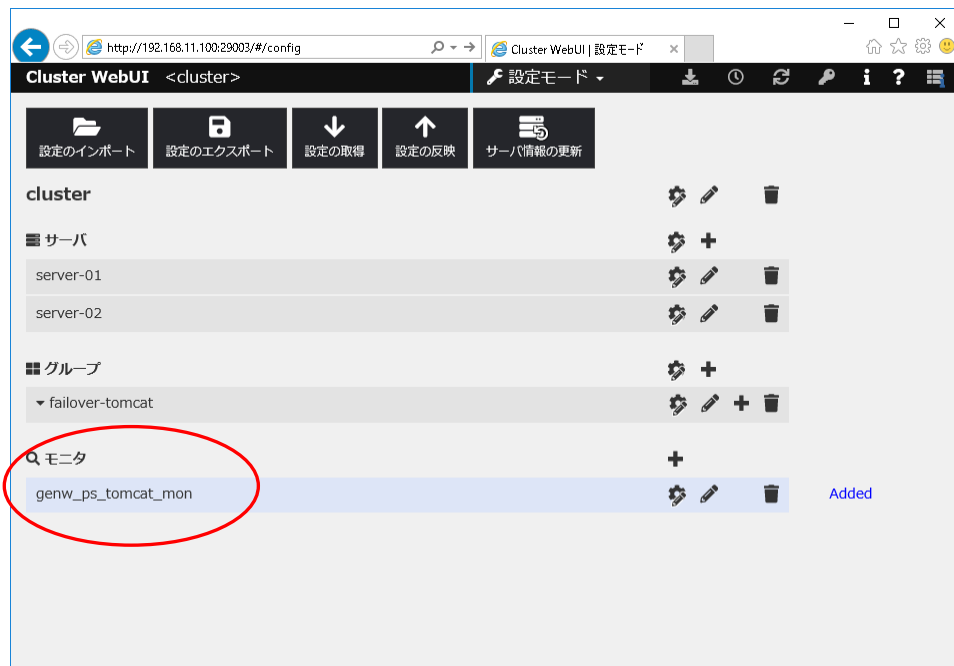 http://192.168.11.100:29003/#/config
Cluster WebUI | 設定モード
Cluster WebUI <cluster>
設定モード
設定のインポート
設定のエクスポート
設定の取得
設定の反映
サーバ情報の更新
cluster
サーバ
server-01
server-02
グループ
failover-tomcat
モニタ
genw_ps_tomcat_mon
Added